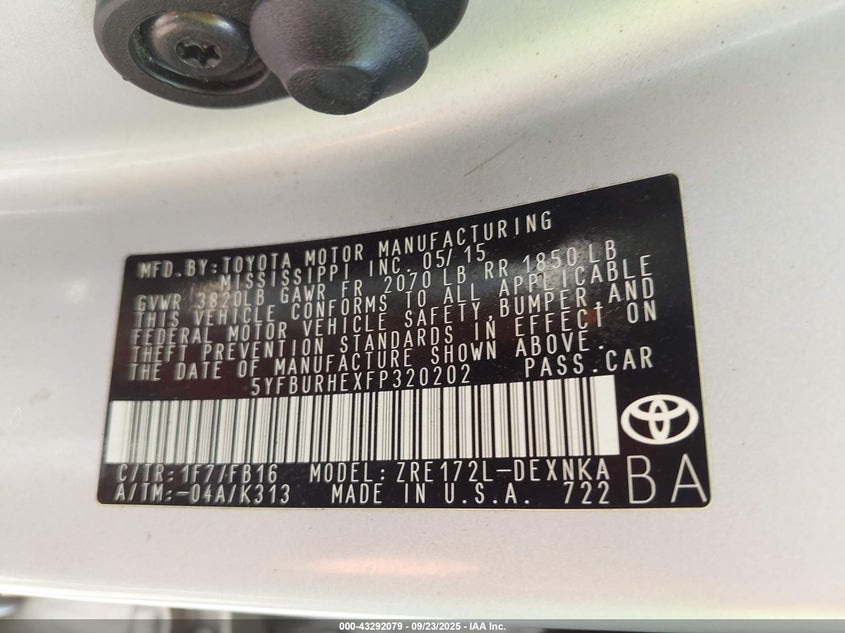 MFD.BY:TOYOTA MOTOR MANUFACTURING
MISSISSIPPI INC. 05/15
GVWR 3820LB GAWR FR 2070 LB RR 1850 LB
THIS VEHICLE CONFORMS TO ALL APPLICABLE
FEDERAL MOTOR VEHICLE SAFETY,BUMPER,AND
THEFT PREVENTION STANDARDS IN EFFECT ON
THE DATE OF MANUFACTURE SHOWN ABOVE.
5YFBURHEXFP320202 PASS.CAR
C/TR:1F7/FB16 MODEL:ZRE172L-DEXNKA
A/TM:-04A/K313 MADE IN U.S.A. 722
BA
000-43292079 - 09/23/2025 - IAA Inc.